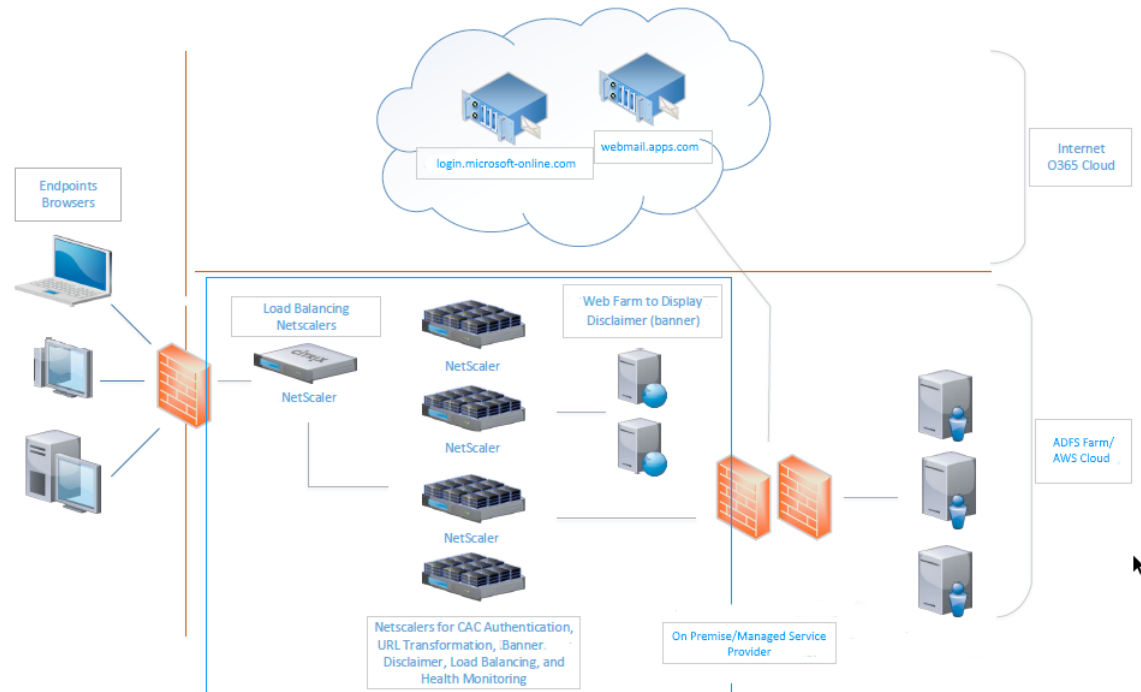 login.microsoft-online.com
webmail.apps.com
Internet
O365 Cloud
Endpoints
Browsers
Load Balancing
Netscalers
CITRIX
NetScaler
NetScaler
NetScaler
NetScaler
Web Farm to Display
Disclaimer (banner)
ADFS Farm/
AWS Cloud
Netscalers for CAC Authentication,
URL Transformation, Banner
Disclaimer, Load Balancing, and
Health Monitoring
On Premise/Managed Service
Provider